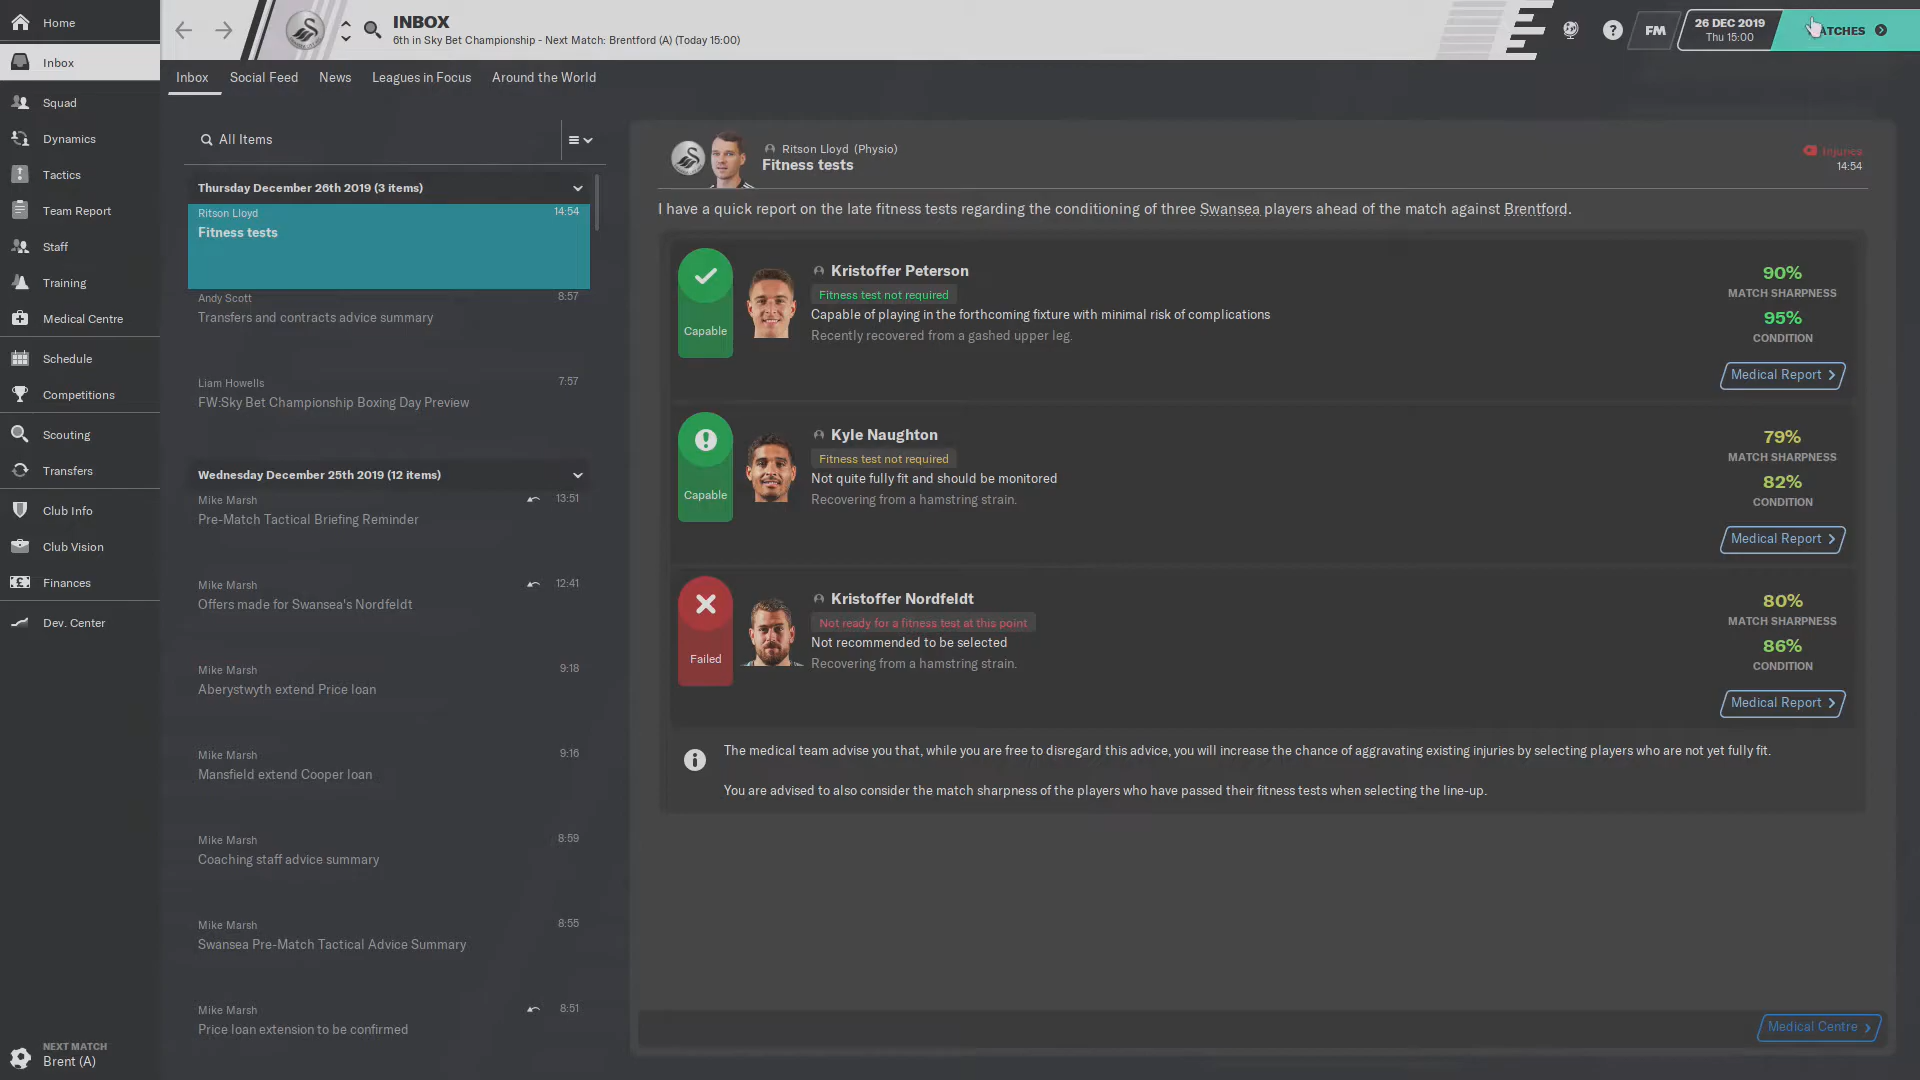 Home
Inbox
Squad
Dynamics
Tactics
Team Report
Staff
Training
Medical Centre
Schedule
Competitions
Scouting
Transfers
Club Info
Club Vision
Finances
Dev. Center
NEXT MATCH
Brent (A)
INBOX
6th in Sky Bet Championship - Next Match: Brentford (A) (Today 15:00)
?
FM
26 DEC 2019
Thu 15:00
ATCHES
Inbox
Social Feed
News
Leagues in Focus
Around the World
All Items
Thursday December 26th 2019 (3 items)
Ritson Lloyd 14:54
Fitness tests
Andy Scott 8:57
Transfers and contracts advice summary
Liam Howells 7:57
FW:Sky Bet Championship Boxing Day Preview
Wednesday December 25th 2019 (12 items)
Mike Marsh 13:51
Pre-Match Tactical Briefing Reminder
Mike Marsh 12:41
Offers made for Swansea's Nordfeldt
Mike Marsh 9:18
Aberystwyth extend Price loan
Mike Marsh 9:16
Mansfield extend Cooper loan
Mike Marsh 8:59
Coaching staff advice summary
Mike Marsh 8:55
Swansea Pre-Match Tactical Advice Summary
Mike Marsh 8:51
Price loan extension to be confirmed
Ritson Lloyd (Physio)
Fitness tests
Injuries
14:54
I have a quick report on the late fitness tests regarding the conditioning of three Swansea players ahead of the match against Brentford.
Capable
Kristoffer Peterson
Fitness test not required
Capable of playing in the forthcoming fixture with minimal risk of complications
Recently recovered from a gashed upper leg.
90%
MATCH SHARPNESS
95%
CONDITION
Medical Report
Capable
Kyle Naughton
Fitness test not required
Not quite fully fit and should be monitored
Recovering from a hamstring strain.
79%
MATCH SHARPNESS
82%
CONDITION
Medical Report
Failed
Kristoffer Nordfeldt
Not ready for a fitness test at this point
Not recommended to be selected
Recovering from a hamstring strain.
80%
MATCH SHARPNESS
86%
CONDITION
Medical Report
The medical team advise you that, while you are free to disregard this advice, you will increase the chance of aggravating existing injuries by selecting players who are not yet fully fit.
You are advised to also consider the match sharpness of the players who have passed their fitness tests when selecting the line-up.
Medical Centre